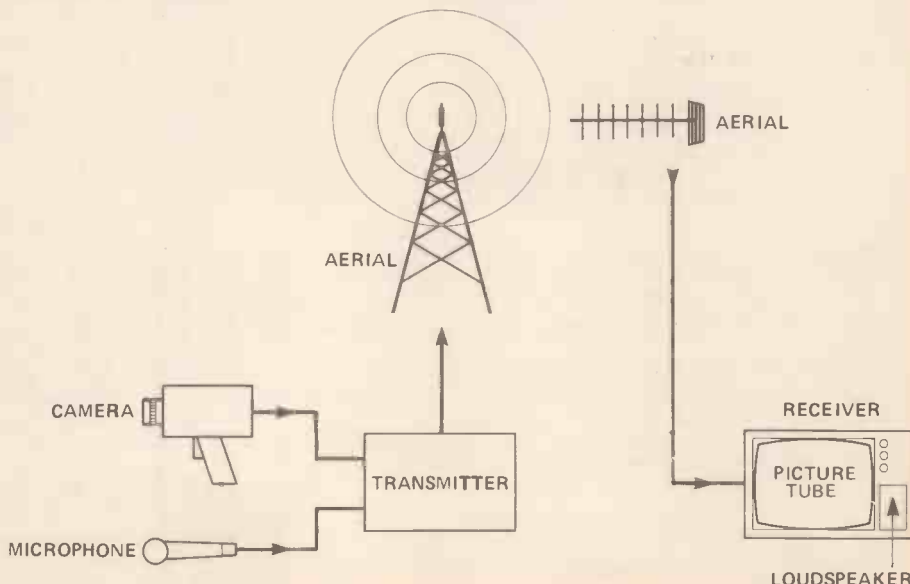 AERIAL
AERIAL
CAMERA
RECEIVER
TRANSMITTER
PICTURE
TUBE
MICROPHONE
LOUDSPEAKER